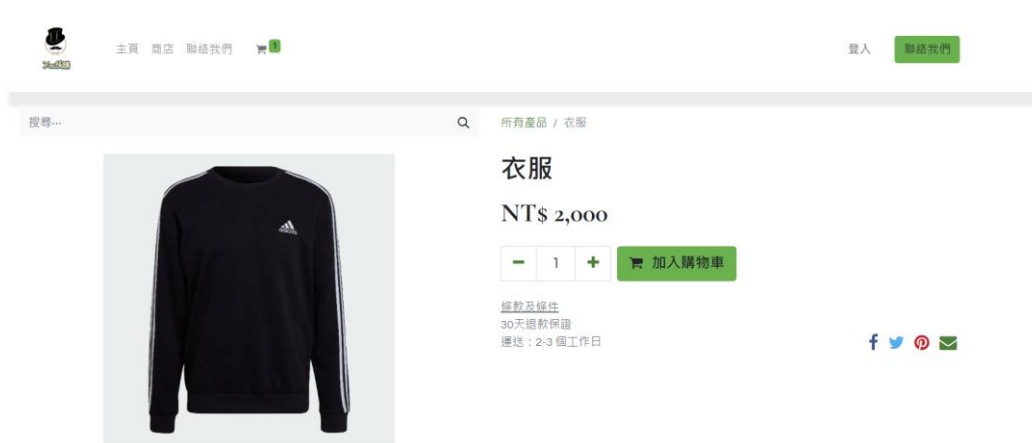 主頁 商店 聯絡我們 1
登入 聯絡我們
搜尋…
所有產品 / 衣服
衣服
NT$ 2,000
1 加入購物車
條款及條件
30天退款保證
運送：2-3 個工作日